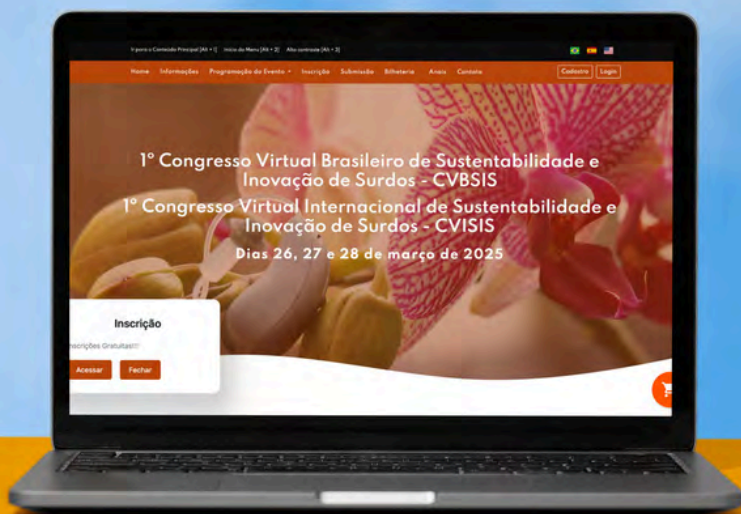 Ir para o Conteúdo Principal [Alt + 1] Início do Menu [Alt + 2] Alto contraste [Alt + 3]
Home Informações Programação do Evento Inscrição Submissão Bilheteria Anais Contato Cadastro Login
1º Congresso Virtual Brasileiro de Sustentabilidade e
Inovação de Surdos - CVBSIS
1º Congresso Virtual Internacional de Sustentabilidade e
Inovação de Surdos - CVISIS
Dias 26, 27 e 28 de março de 2025
Inscrição
nscrições Gratuitas!!!
Acessar Fechar